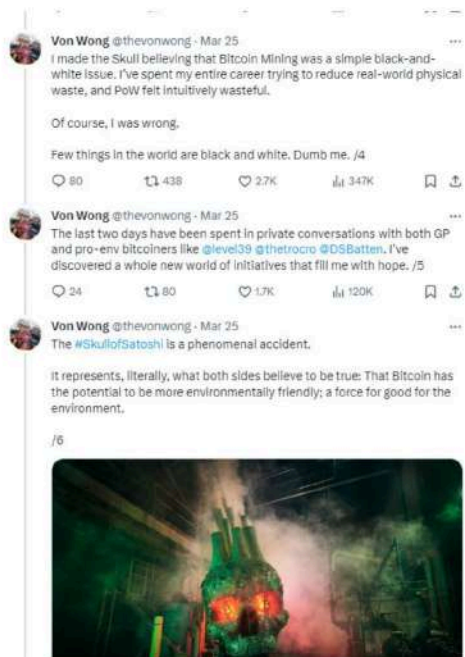 Von Wong @thevonwong · Mar 25
I made the Skull believing that Bitcoin Mining was a simple black-and-
white issue. I've spent my entire career trying to reduce real-world physical
waste, and PoW felt intuitively wasteful.
Of course, I was wrong.
Few things in the world are black and white. Dumb me. /4
80 438 2.7K 347K
Von Wong @thevonwong · Mar 25
The last two days have been spent in private conversations with both GP
and pro-env bitcoiners like @level39 @thetrocro @DSBatten. I've
discovered a whole new world of initiatives that fill me with hope. /5
24 80 1.7K 120K
Von Wong @thevonwong · Mar 25
The #SkullofSatoshi is a phenomenal accident.
It represents, literally, what both sides believe to be true: That Bitcoin has
the potential to be more environmentally friendly; a force for good for the
environment.
/6